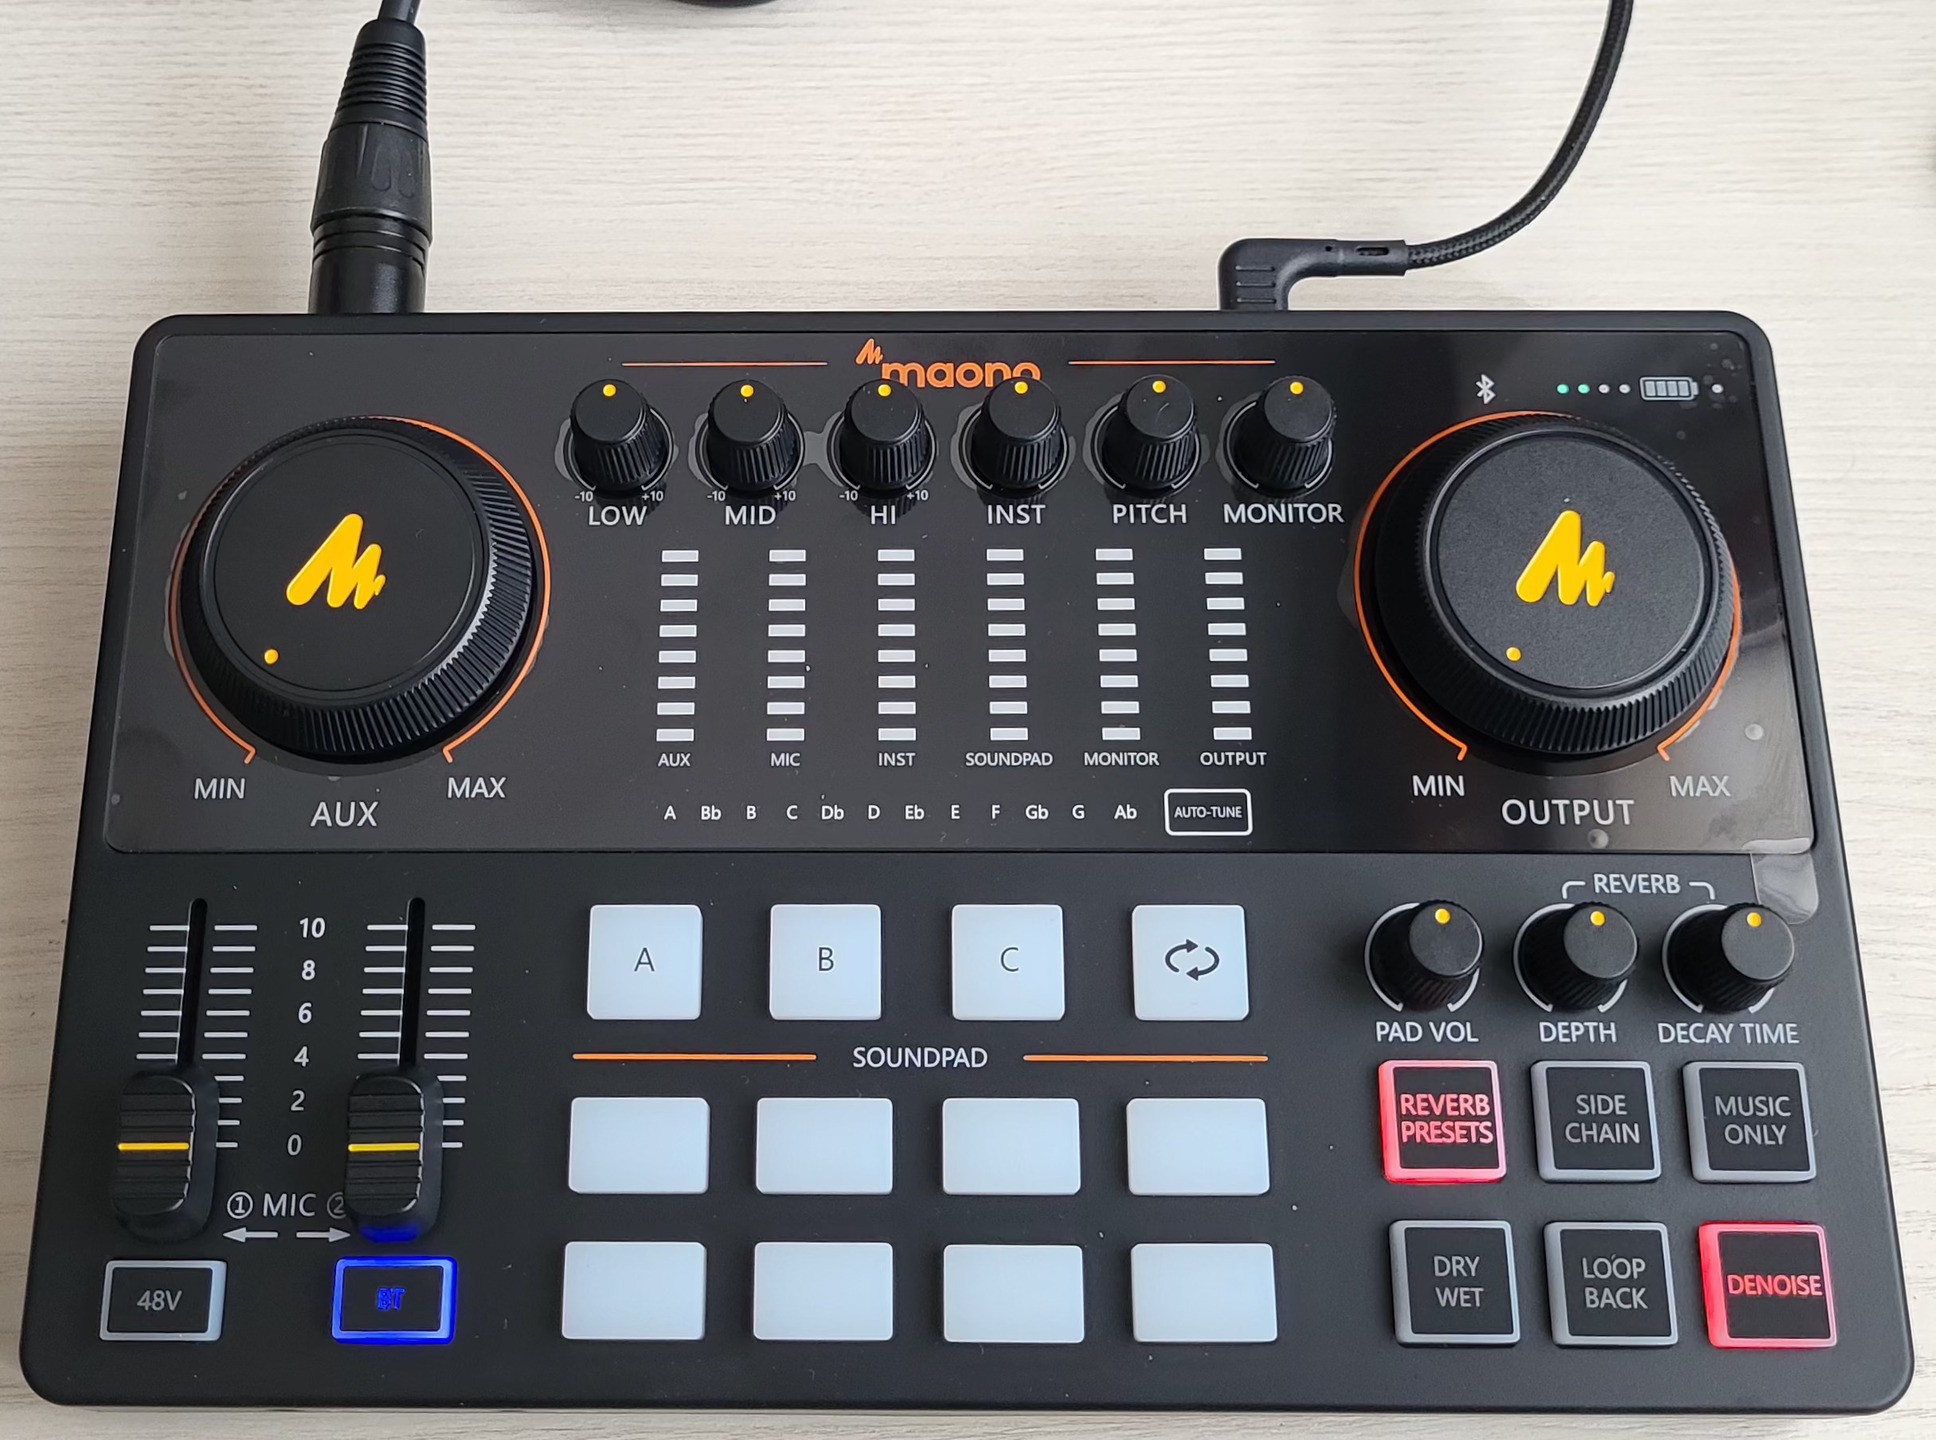 maono
-10 +10 -10 +10 -10 +10
LOW MID HI INST PITCH MONITOR
AUX MIC INST SOUNDPAD MONITOR OUTPUT
MIN MAX
AUX
MIN MAX
OUTPUT
A Bb B C Db D Eb E F Gb G Ab AUTO-TUNE
10
8
6
4
2
0
① MIC ②
48V BT
A B C
SOUNDPAD
REVERB
PAD VOL DEPTH DECAY TIME
REVERB
PRESETS
SIDE
CHAIN
MUSIC
ONLY
DRY
WET
LOOP
BACK
DENOISE